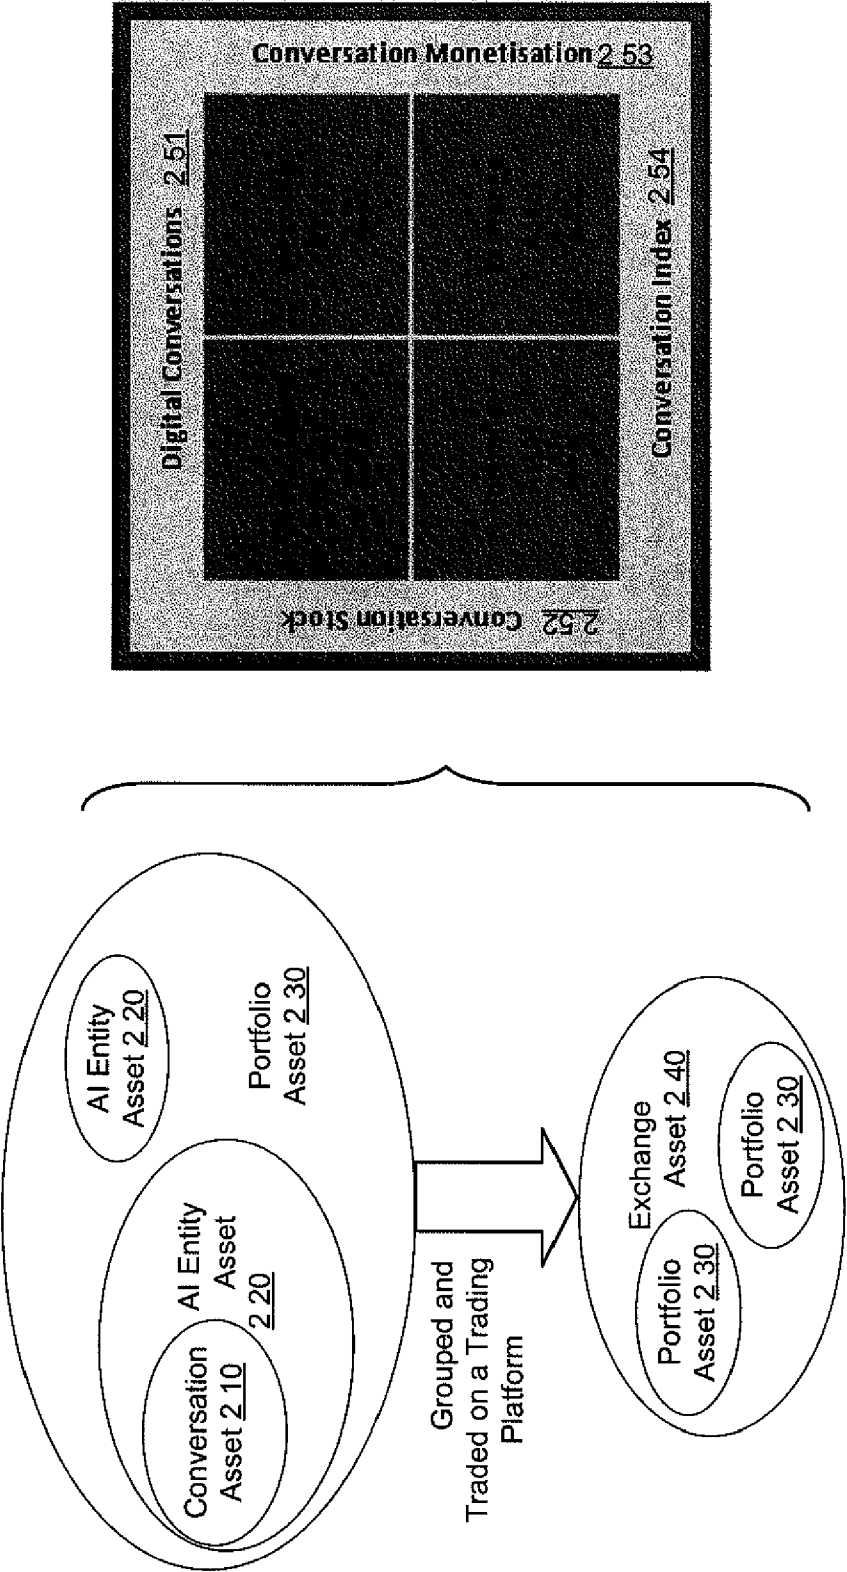 AI Entity
Asset 2 20
Portfolio
Asset 2 30
AI Entity
Asset
2 20
Conversation
Asset 2 10
Grouped and
Traded on a Trading
Platform
Exchange
Asset 2 40
Portfolio
Asset 2 30
Portfolio
Asset 2 30
Digital Conversations 2 51
Conversation Monetisation 2 53
Conversation Stock 2 52
Conversation Index 2 54